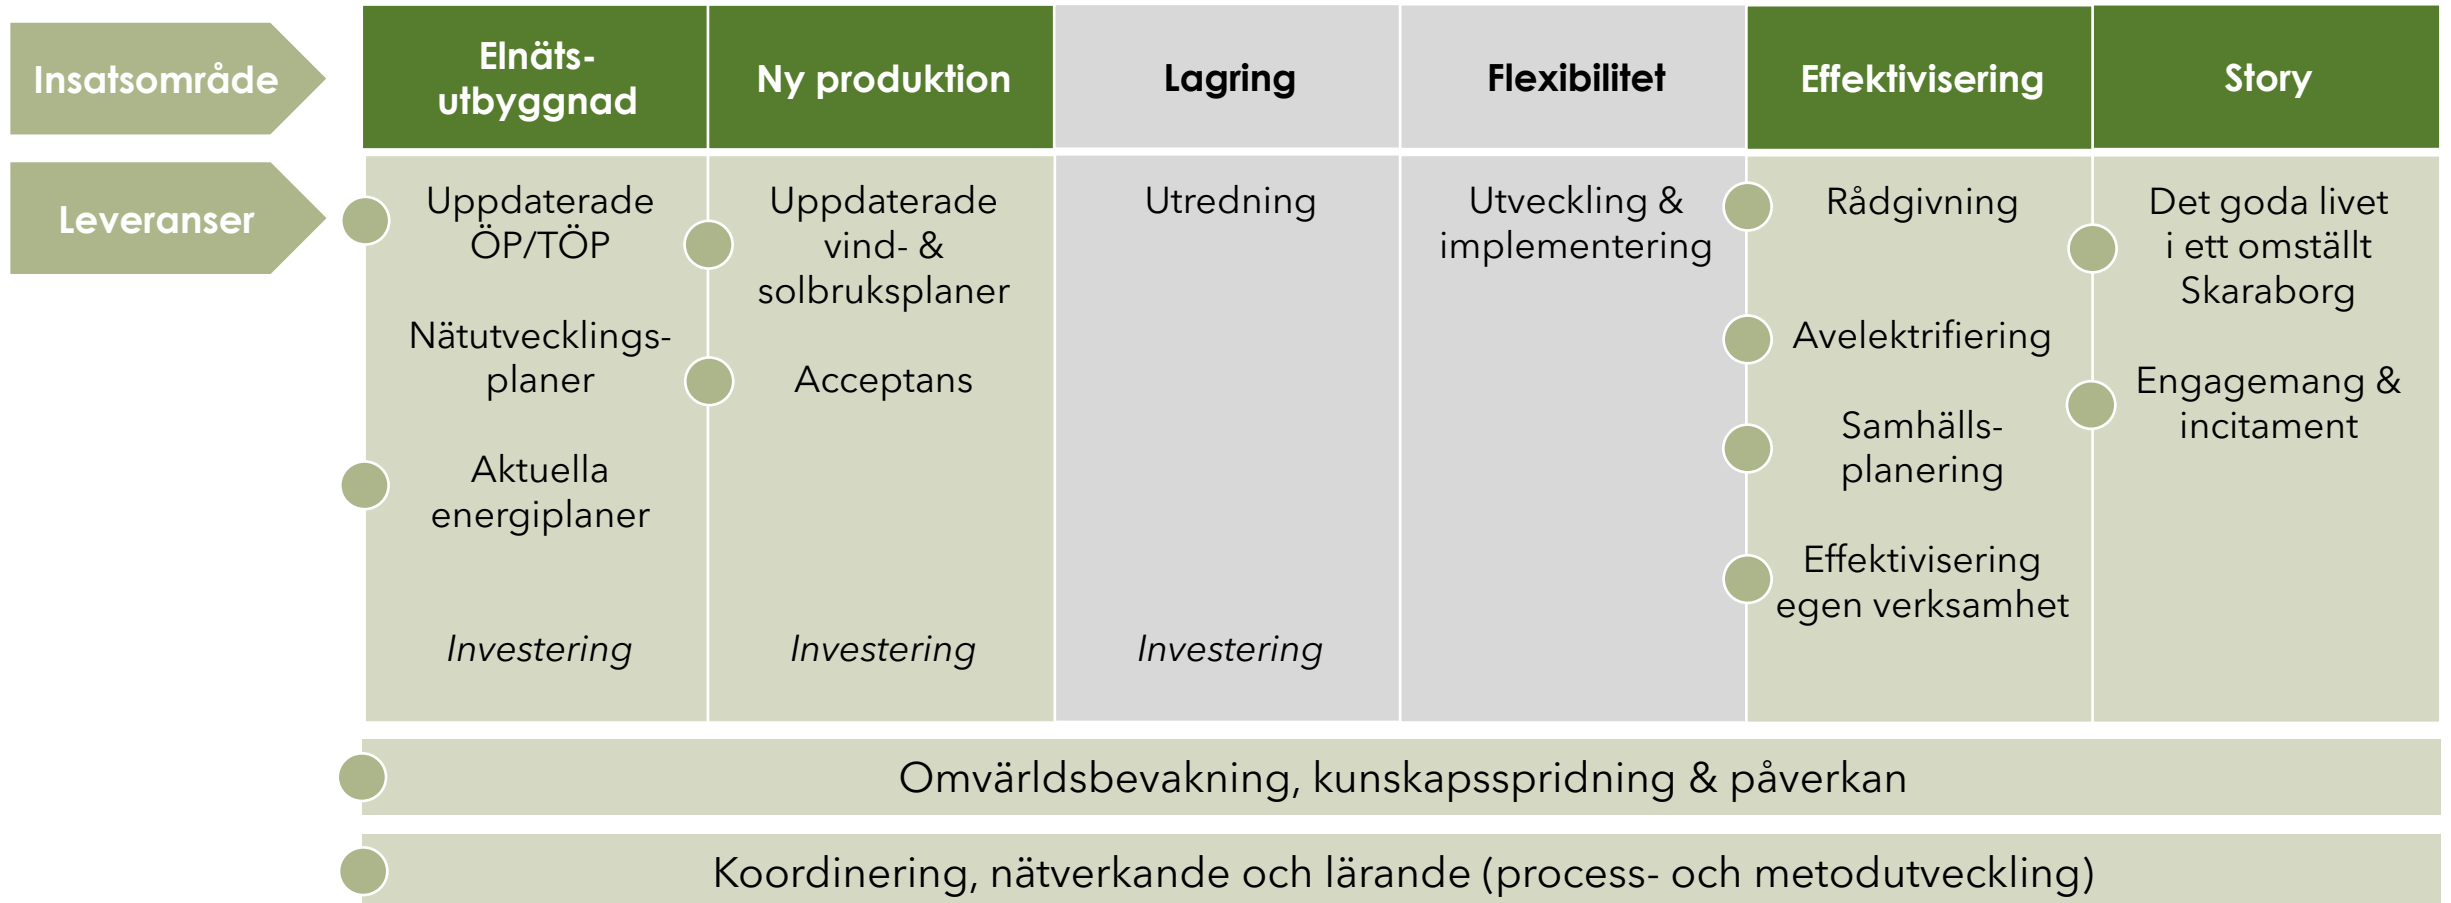 Insatsområde
Elnäts-
utbyggnad
Ny produktion
Lagring
Flexibilitet
Effektivisering
Story
Leveranser
Uppdaterade
ÖP/TÖP
Nätutvecklings-
planer
Aktuella
energiplaner
Investering
Uppdaterade
vind- &
solbruksplaner
Acceptans
Investering
Utredning
Investering
Utveckling &
implementering
Rådgivning
Avelektrifiering
Samhälls-
planering
Effektivisering
egen verksamhet
Det goda livet
i ett omställt
Skaraborg
Engagemang &
incitament
Omvärldsbevakning, kunskapsspridning & påverkan
Koordinering, nätverkande och lärande (process- och metodutveckling)